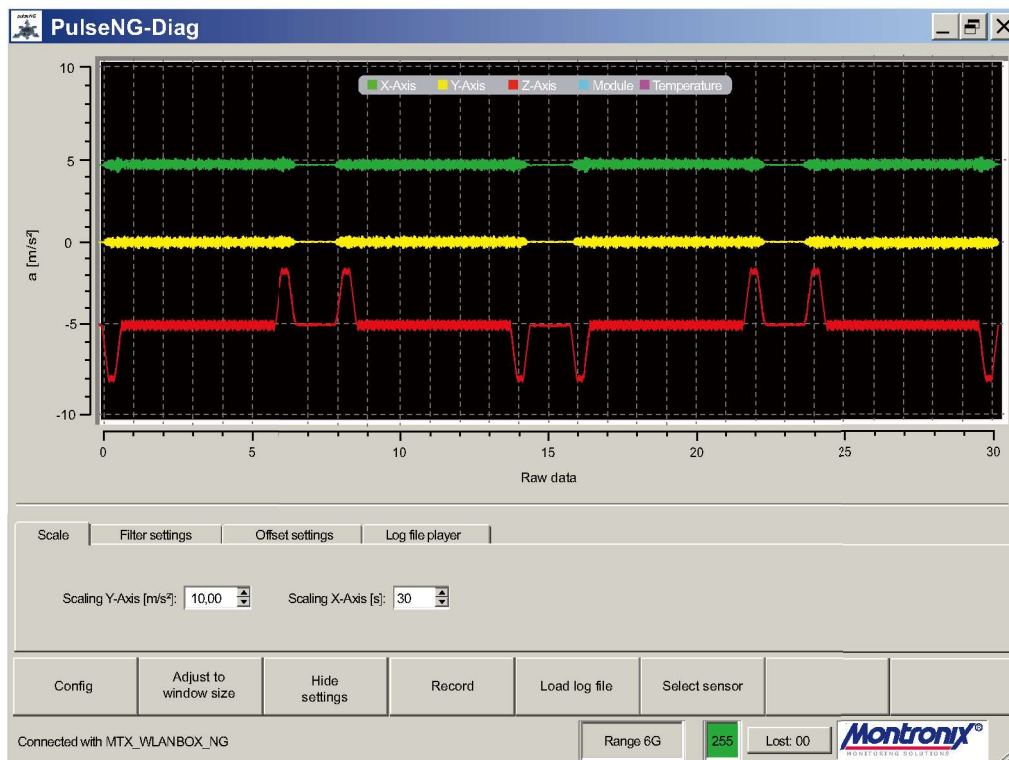 PulseNG-Diag
X-Axis Y-Axis Z-Axis Module Temperature
10
5
0
-5
-10
a [m/s²]
0 5 10 15 20 25 30
Raw data
Scale Filter settings Offset settings Log file player
Scaling Y-Axis [m/s²]: 10,00 Scaling X-Axis [s]: 30
Config
Adjust to
window size
Hide
settings
Record
Load log file
Select sensor
Connected with MTX_WLANBOX_NG
Range 6G
255
Lost: 00
Montronix®
MONITORING SOLUTIONS